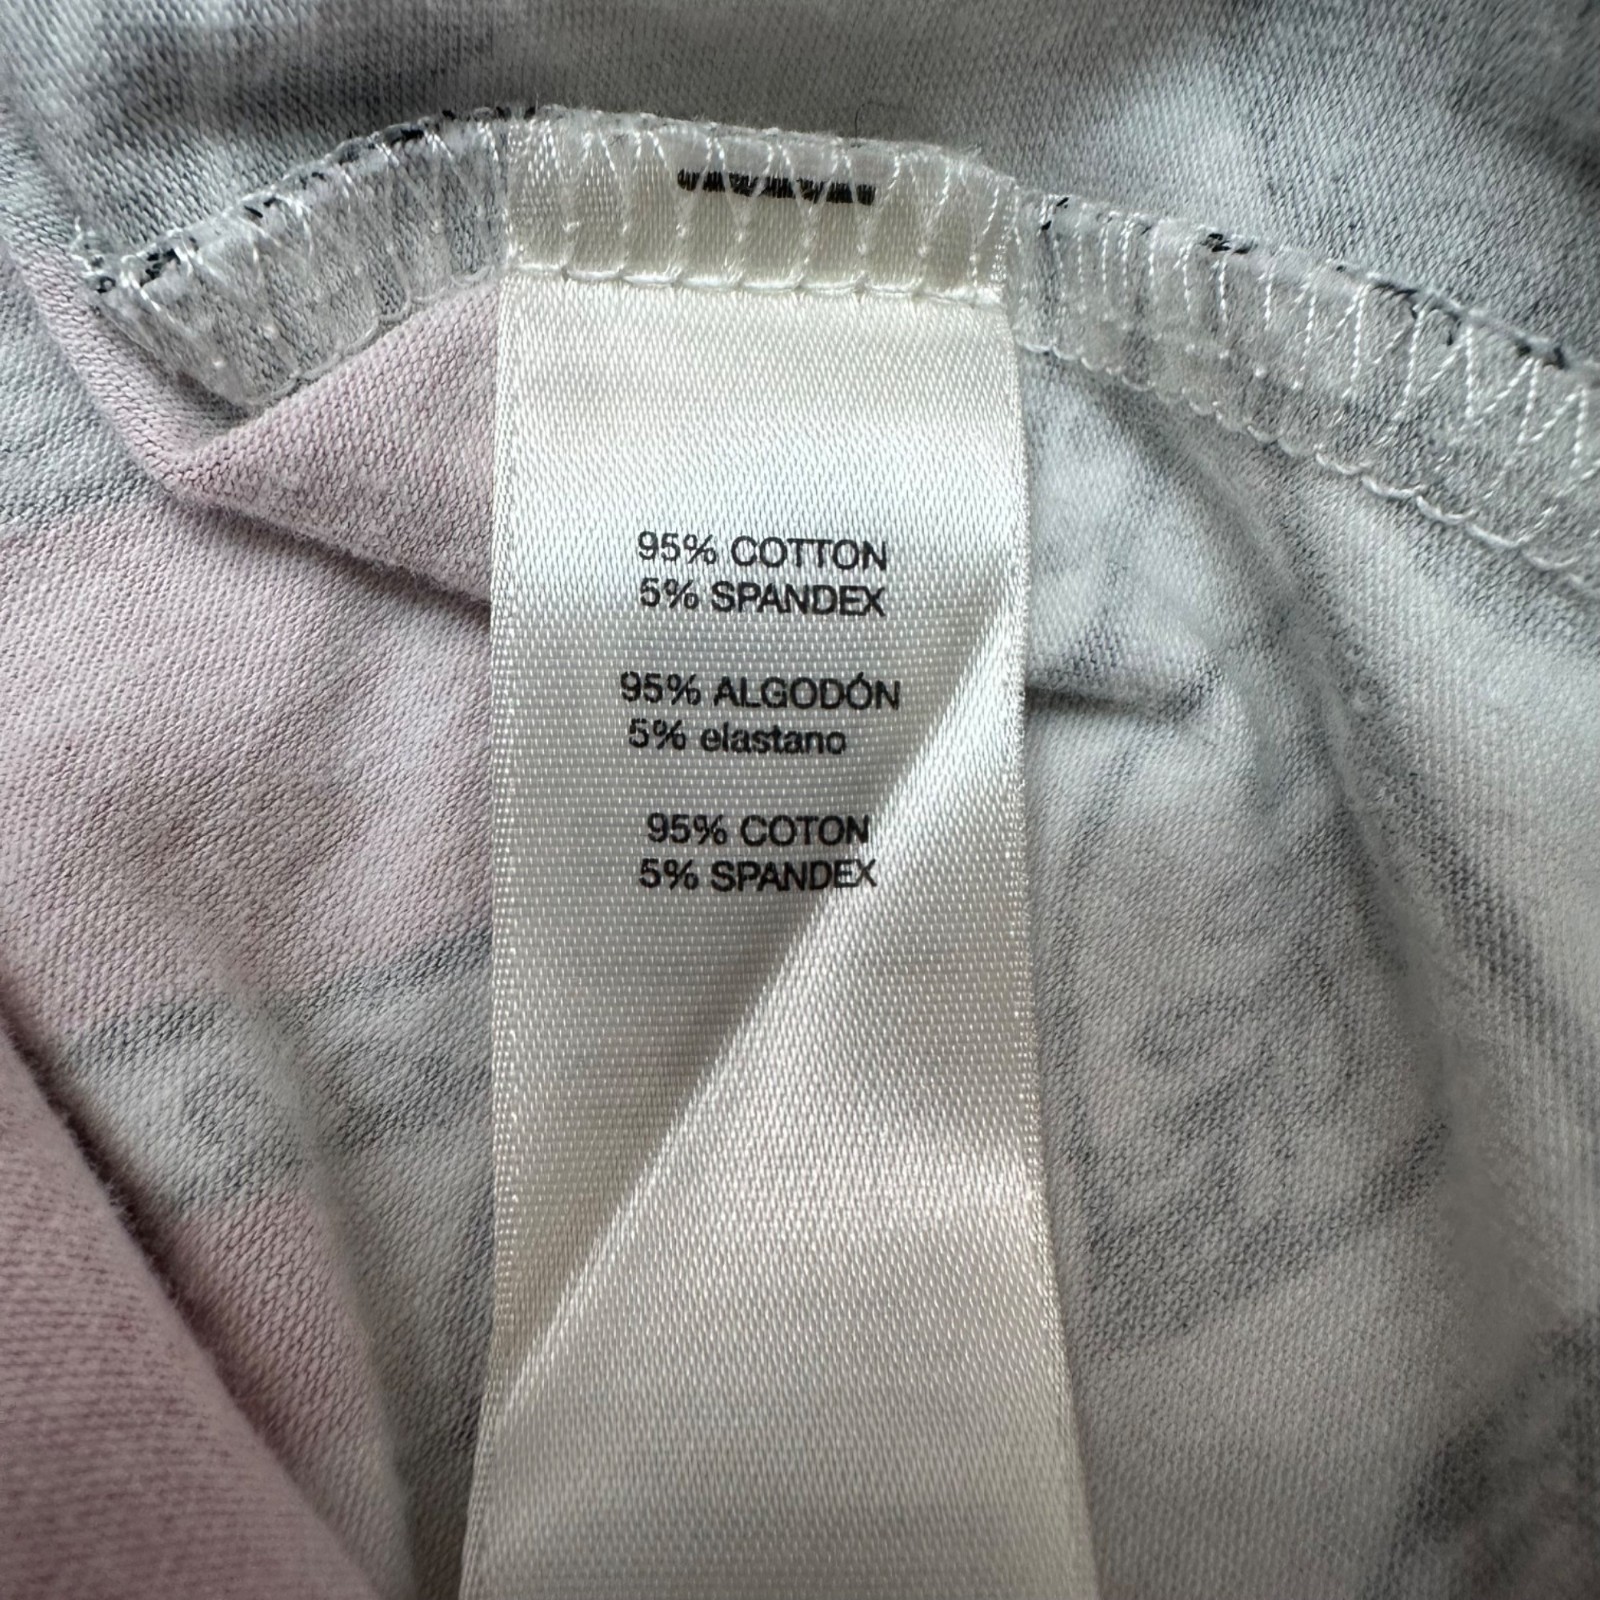 95% COTTON
5% SPANDEX
95% ALGODÓN
5% elastano
95% COTON
5% SPANDEX